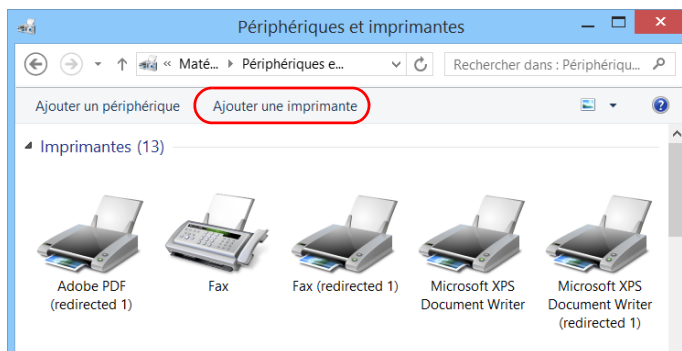 Périphériques et imprimantes
« Maté... Périphériques e...
Rechercher dans : Périphériqu...
Ajouter un périphérique
Ajouter une imprimante
?
Imprimantes (13)
Adobe PDF
(redirected 1)
Fax
Fax (redirected 1)
Microsoft XPS
Document Writer
Microsoft XPS
Document Writer
(redirected 1)